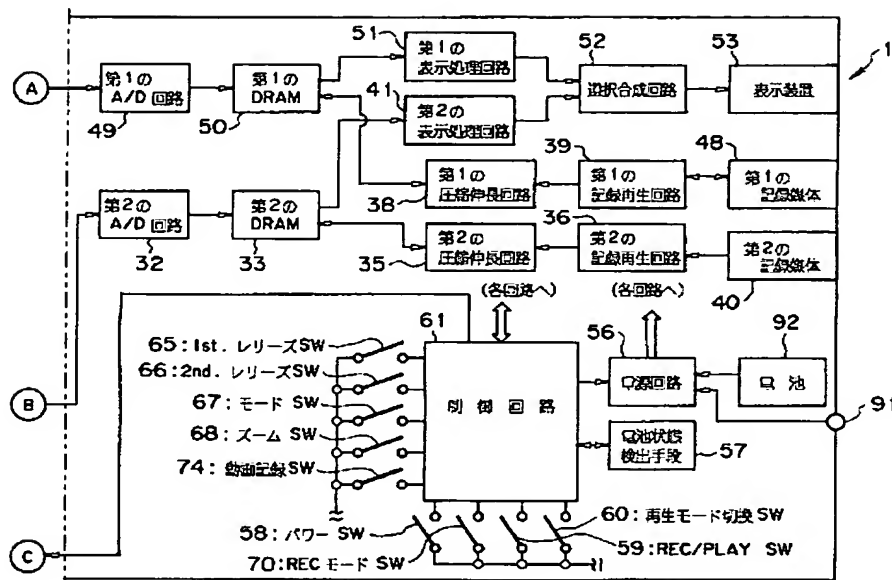 51
第1の
表示処理回路
52
選択合成回路
53
表示装置
1
A
第1の
A/D 回路
49
第1の
DRAM
50
41
第2の
表示処理回路
39
48
第1の
圧縮伸長回路
38
第1の
記録再生回路
第1の
記録媒体
36
第2の
A/D 回路
32
第2の
DRAM
33
第2の
圧縮伸長回路
35
第2の
記録再生回路
第2の
記録媒体
40
(各回路へ)
(各回路へ)
61
56
92
65:1st. レリーズSW
66:2nd. レリーズSW
67:モード SW
68:ズーム SW
74:動画記録SW
制御回路
電源回路
電池
91
電池状態
検出手段
57
B
C
58:パワー SW
70:REC モード SW
60:再生モード切換 SW
59:REC/PLAY SW